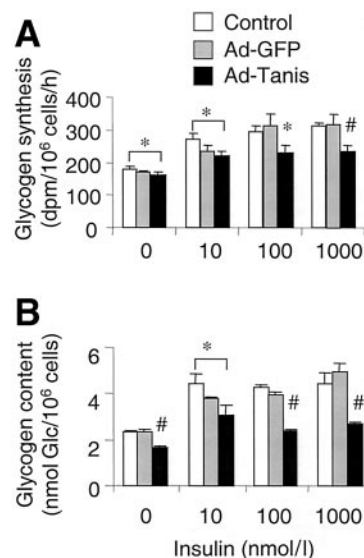 Control
Ad-GFP
Ad-Tanis
A
Glycogen synthesis
(dpm/10⁶ cells/h)
400
300
200
100
0
*
*
*
#
0 10 100 1000
B
Glycogen content
(nmol Glc/10⁶ cells)
6
4
2
0
#
*
#
#
0 10 100 1000
Insulin (nmol/l)